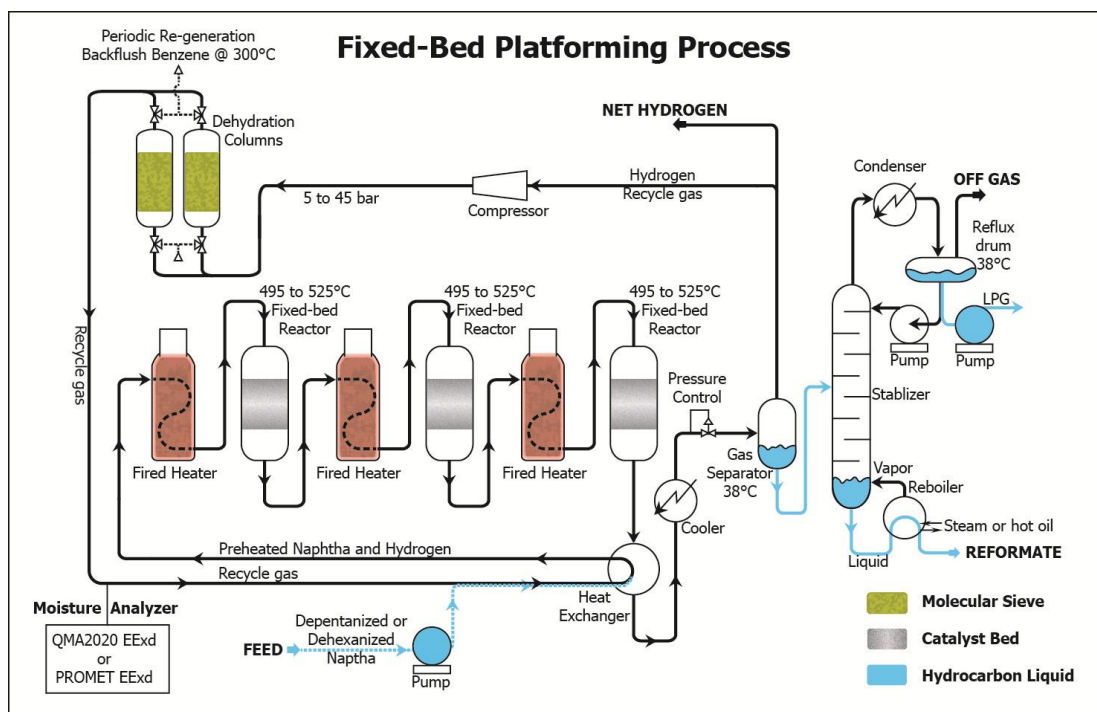 Fixed-Bed Platforming Process
Periodic Re-generation
Backflush Benzene @ 300°C
Dehydration
Columns
NET HYDROGEN
Hydrogen
Recycle gas
5 to 45 bar
Compressor
Condenser
OFF GAS
Reflux
drum
38°C
LPG
Pump
Pump
Stablizer
Recycle gas
495 to 525°C
Fixed-bed
Reactor
495 to 525°C
Fixed-bed
Reactor
495 to 525°C
Fixed-bed
Reactor
Fired Heater
Fired Heater
Fired Heater
Pressure
Control
Gas
Separator
38°C
Cooler
Vapor
Reboiler
Steam or hot oil
REFORMATE
Liquid
Preheated Naphtha and Hydrogen
Recycle gas
Heat
Exchanger
Moisture Analyzer
QMA2020 EExd
or
PROMET EExd
FEED
Depentanized or
Dehexanized
Naptha
Pump
Molecular Sieve
Catalyst Bed
Hydrocarbon Liquid